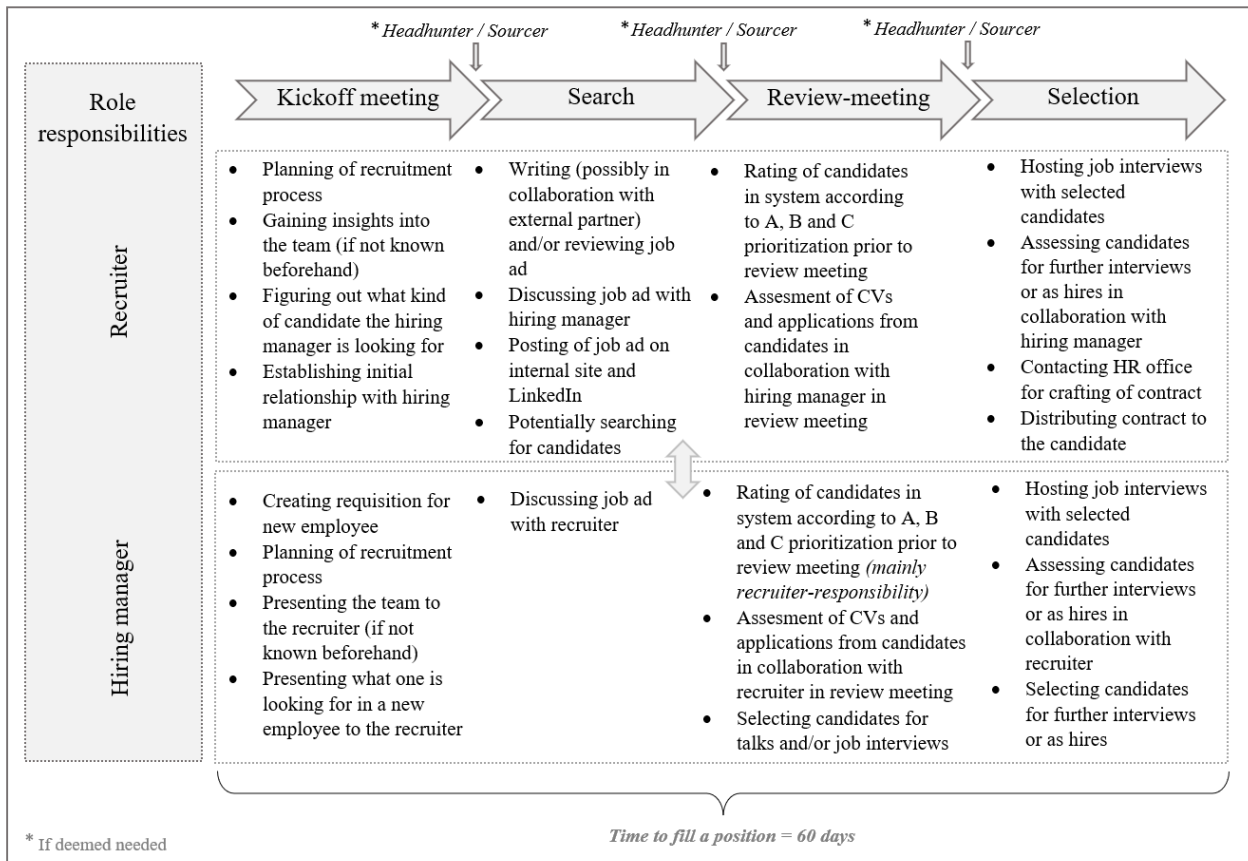 * Headhunter / Sourcer
* Headhunter / Sourcer
* Headhunter / Sourcer
Role
responsibilities
Kickoff meeting
Search
Review-meeting
Selection
Recruiter
• Planning of recruitment
process
• Gaining insights into
the team (if not known
beforehand)
• Figuring out what kind
of candidate the hiring
manager is looking for
• Establishing initial
relationship with hiring
manager
• Writing (possibly in
collaboration with
external partner)
and/or reviewing job
ad
• Discussing job ad with
hiring manager
• Posting of job ad on
internal site and
LinkedIn
• Potentially searching
for candidates
• Rating of candidates
in system according
to A, B and C
prioritization prior to
review meeting
• Assesment of CVs
and applications from
candidates in
collaboration with
hiring manager in
review meeting
• Hosting job interviews
with selected
candidates
• Assessing candidates
for further interviews
or as hires in
collaboration with
hiring manager
• Contacting HR office
for crafting of contract
• Distributing contract to
the candidate
Hiring manager
• Creating requisition for
new employee
• Planning of recruitment
process
• Presenting the team to
the recruiter (if not
known beforehand)
• Presenting what one is
looking for in a new
employee to the recruiter
• Discussing job ad
with recruiter
• Rating of candidates in
system according to A, B
and C prioritization prior to
review meeting (mainly
recruiter-responsibility)
• Assesment of CVs and
applications from candidates
in collaboration with
recruiter in review meeting
• Selecting candidates for
talks and/or job interviews
• Hosting job interviews
with selected
candidates
• Assessing candidates
for further interviews
or as hires in
collaboration with
recruiter
• Selecting candidates
for further interviews
or as hires
* If deemed needed
Time to fill a position = 60 days